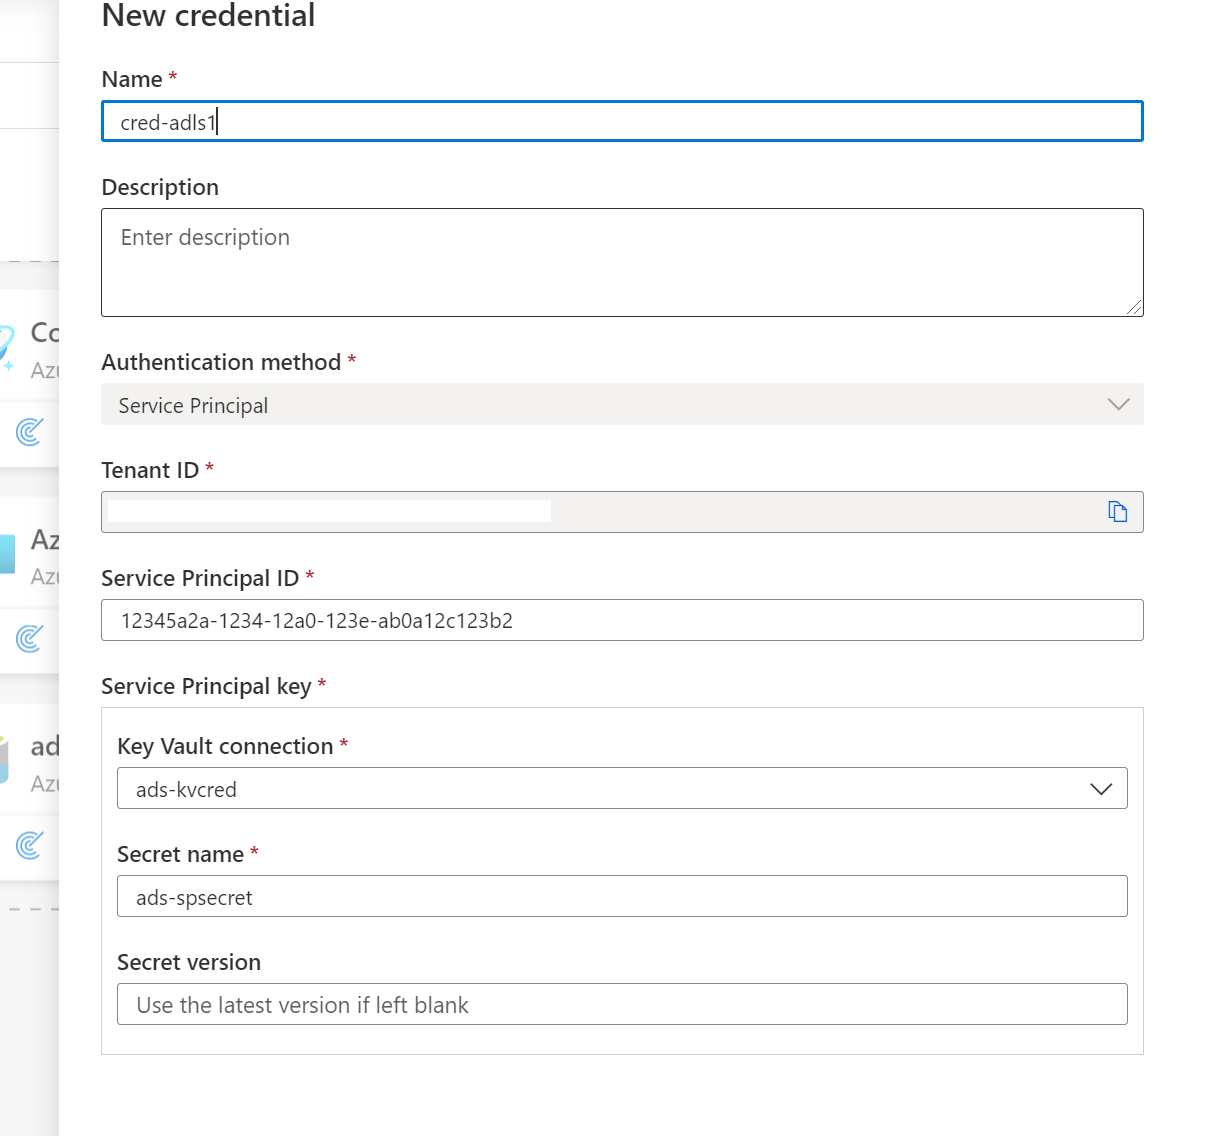 New credential
Name *
cred-adls1
Description
Enter description
Authentication method *
Service Principal
Tenant ID *
Service Principal ID *
12345a2a-1234-12a0-123e-ab0a12c123b2
Service Principal key *
Key Vault connection *
ads-kvcred
Secret name *
ads-spsecret
Secret version
Use the latest version if left blank
Co
Azu
Az
Azu
ad
Azu